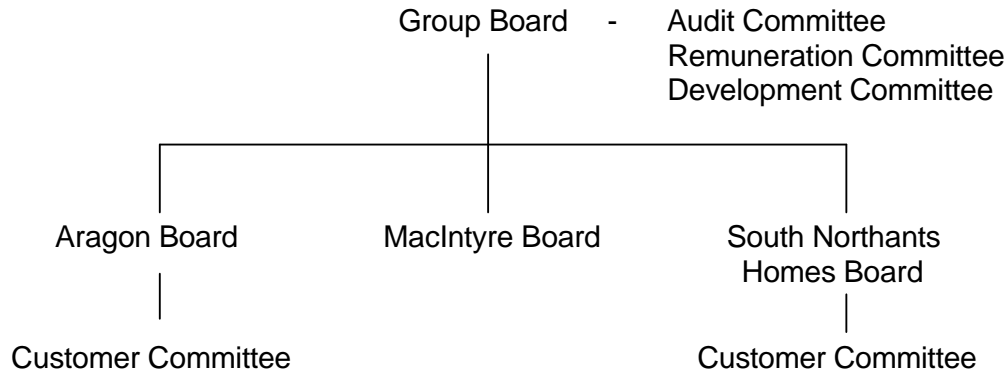 Group Board - Audit Committee
Remuneration Committee
Development Committee
Aragon Board MacIntyre Board South Northants
Homes Board
Customer Committee Customer Committee